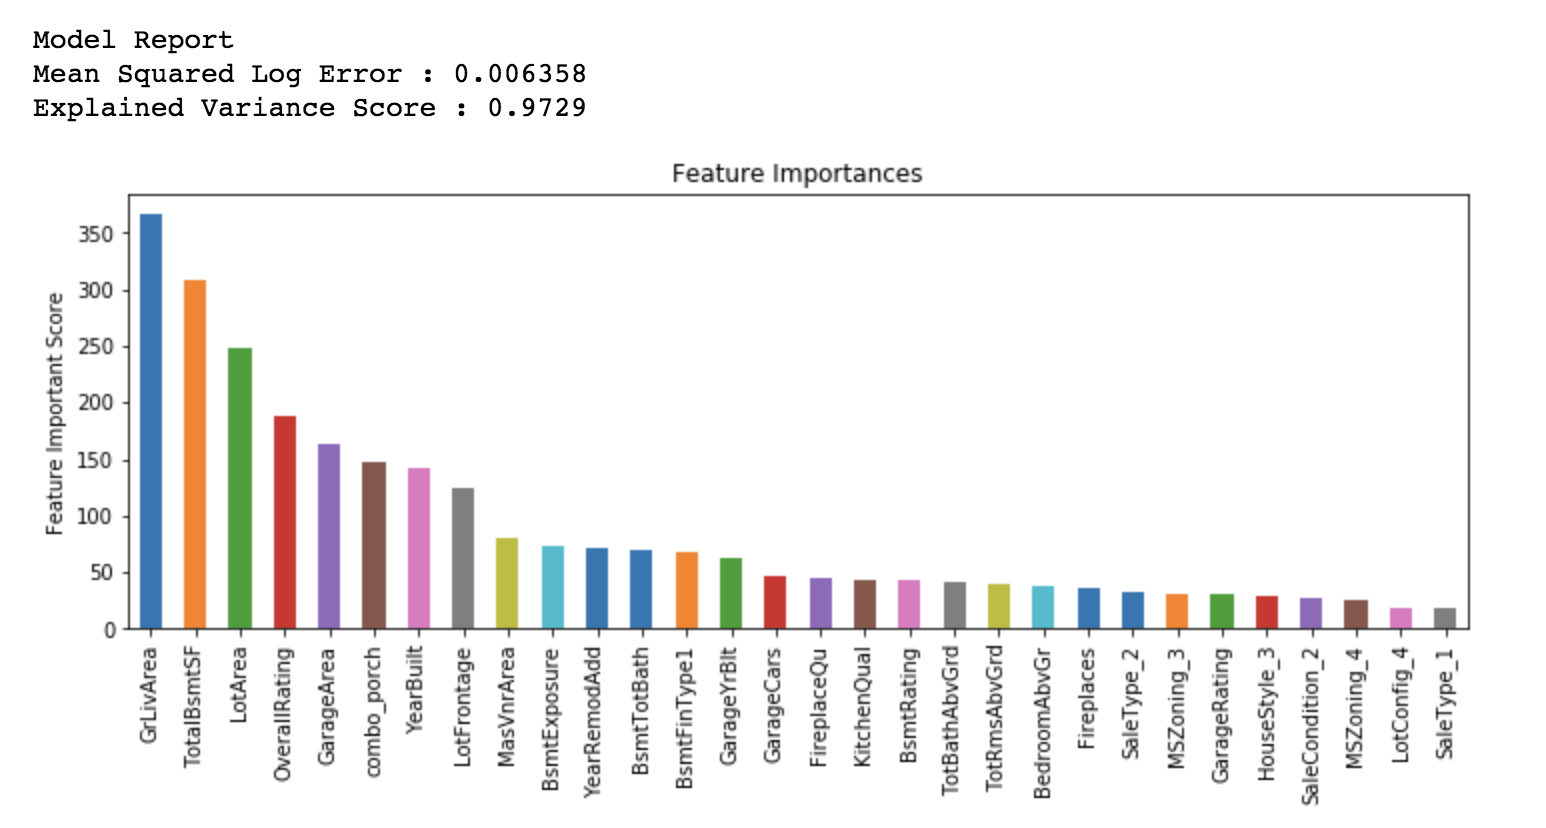 Model Report
Mean Squared Log Error : 0.006358
Explained Variance Score : 0.9729
Feature Importances
Feature Important Score
350
300
250
200
150
100
50
0
GrLivArea
TotalBsmtSF
LotArea
OverallRating
GarageArea
combo_porch
YearBuilt
LotFrontage
MasVnrArea
BsmtExposure
YearRemodAdd
BsmtTotBath
BsmtFinType1
GarageYrBlt
GarageCars
FireplaceQu
KitchenQual
BsmtRating
TotBathAbvGrd
TotRmsAbvGrd
BedroomAbvGr
Fireplaces
SaleType_2
MSZoning_3
GarageRating
HouseStyle_3
SaleCondition_2
MSZoning_4
LotConfig_4
SaleType_1